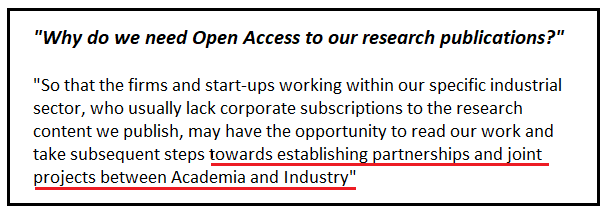 "Why do we need Open Access to our research publications?"
"So that the firms and start-ups working within our specific industrial
sector, who usually lack corporate subscriptions to the research
content we publish, may have the opportunity to read our work and
take subsequent steps towards establishing partnerships and joint
projects between Academia and Industry"